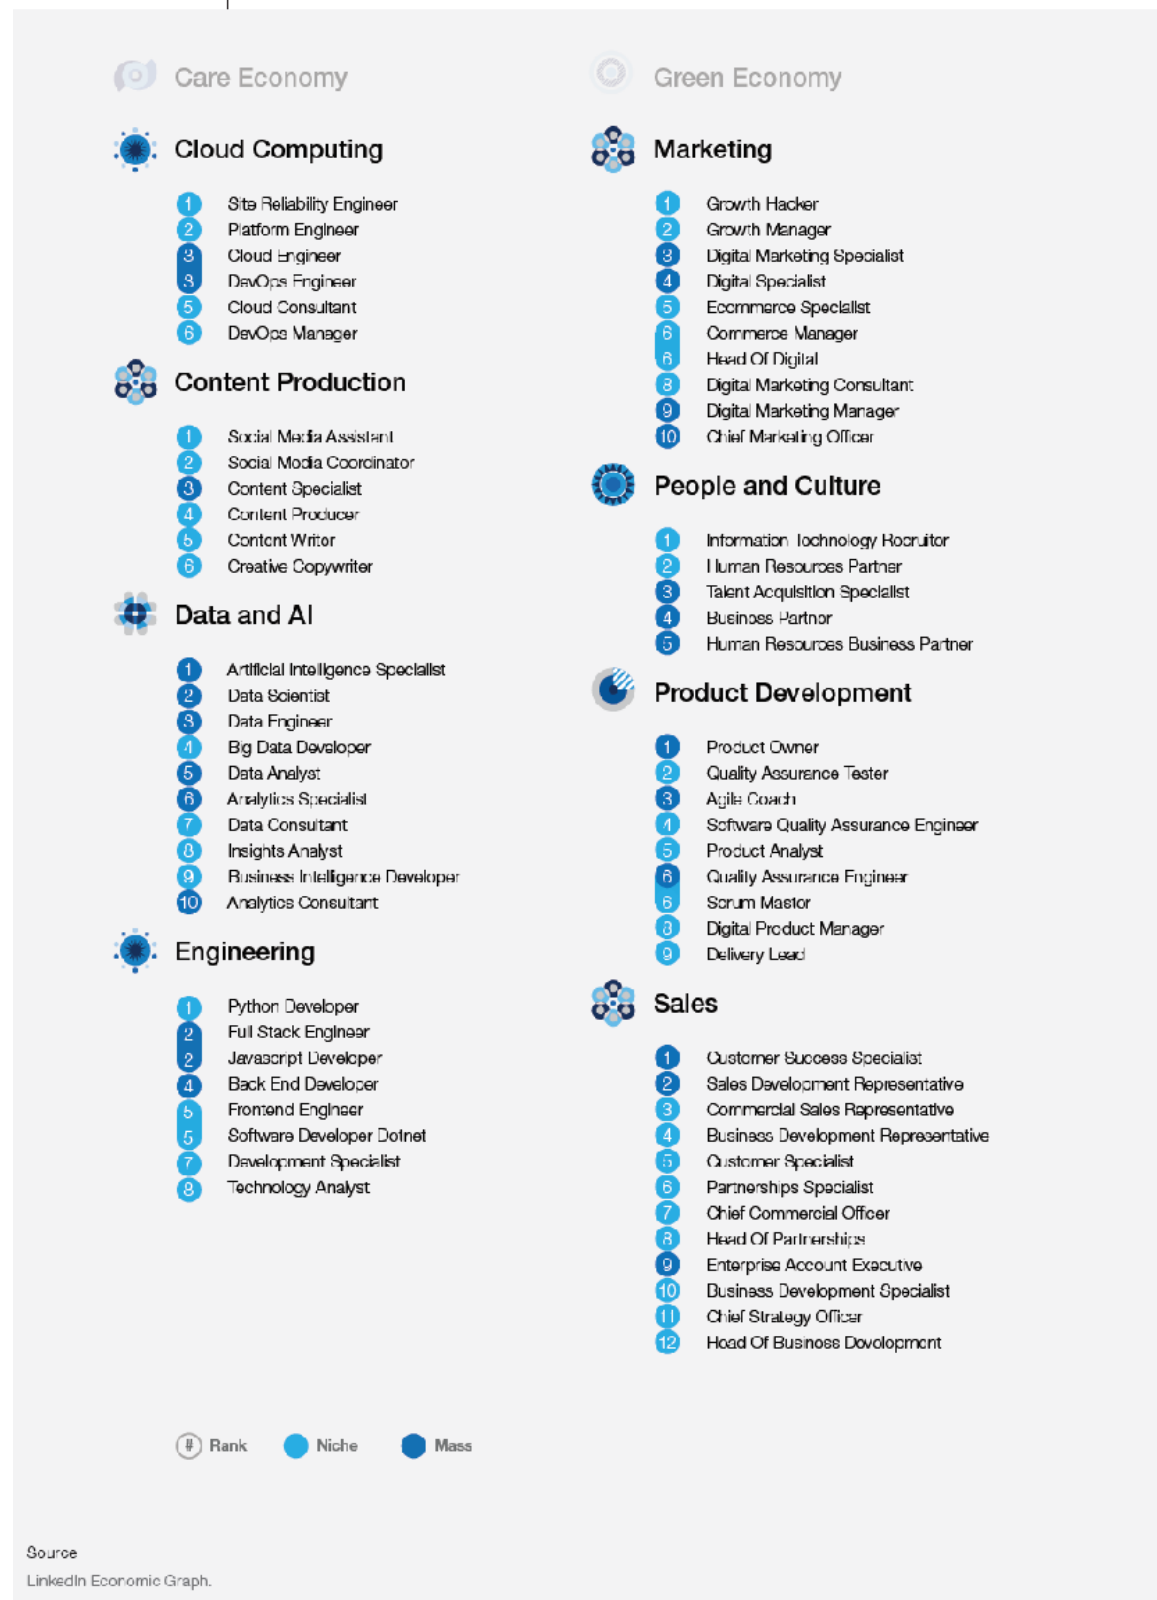 Care Economy
Cloud Computing
1 Site Reliability Engineer
2 Platform Engineer
3 Cloud Engineer
3 DevOps Engineer
5 Cloud Consultant
6 DevOps Manager
Content Production
1 Social Media Assistant
2 Social Media Coordinator
3 Content Specialist
4 Content Producer
5 Content Writer
6 Creative Copywriter
Data and AI
1 Artificial Intelligence Specialist
2 Data Scientist
3 Data Engineer
4 Big Data Developer
5 Data Analyst
6 Analytics Specialist
7 Data Consultant
8 Insights Analyst
9 Business Intelligence Developer
10 Analytics Consultant
Engineering
1 Python Developer
2 Full Stack Engineer
2 Javascript Developer
4 Back End Developer
5 Frontend Engineer
5 Software Developer Dotnet
7 Development Specialist
8 Technology Analyst
Green Economy
Marketing
1 Growth Hacker
2 Growth Manager
3 Digital Marketing Specialist
4 Digital Specialist
5 Ecommerce Specialist
6 Commerce Manager
6 Head Of Digital
8 Digital Marketing Consultant
9 Digital Marketing Manager
10 Chief Marketing Officer
People and Culture
1 Information Technology Recruitor
2 Human Resources Partner
3 Talent Acquisition Specialist
4 Business Partner
5 Human Resources Business Partner
Product Development
1 Product Owner
2 Quality Assurance Tester
3 Agile Coach
4 Software Quality Assurance Engineer
5 Product Analyst
6 Quality Assurance Engineer
6 Scrum Master
8 Digital Product Manager
9 Delivery Lead
Sales
1 Customer Success Specialist
2 Sales Development Representative
3 Commercial Sales Representative
4 Business Development Representative
5 Customer Specialist
6 Partnerships Specialist
7 Chief Commercial Officer
8 Head Of Partnerships
9 Enterprise Account Executive
10 Business Development Specialist
11 Chief Strategy Officer
12 Head Of Business Development
# Rank Niche Mass
Source
LinkedIn Economic Graph.